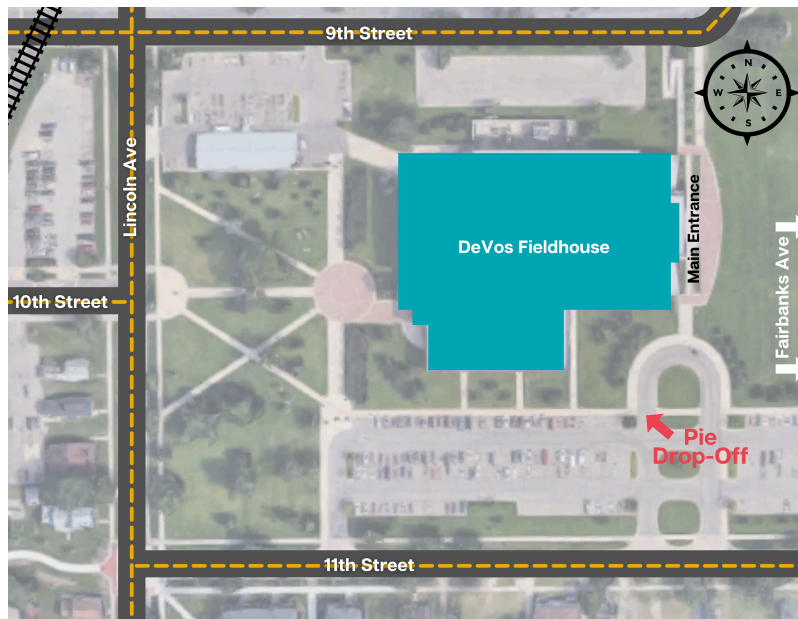 9th Street
N
W
E
S
Lincoln Ave
Main Entrance
DeVos Fieldhouse
Fairbanks Ave
10th Street
Pie
Drop-Off
11th Street